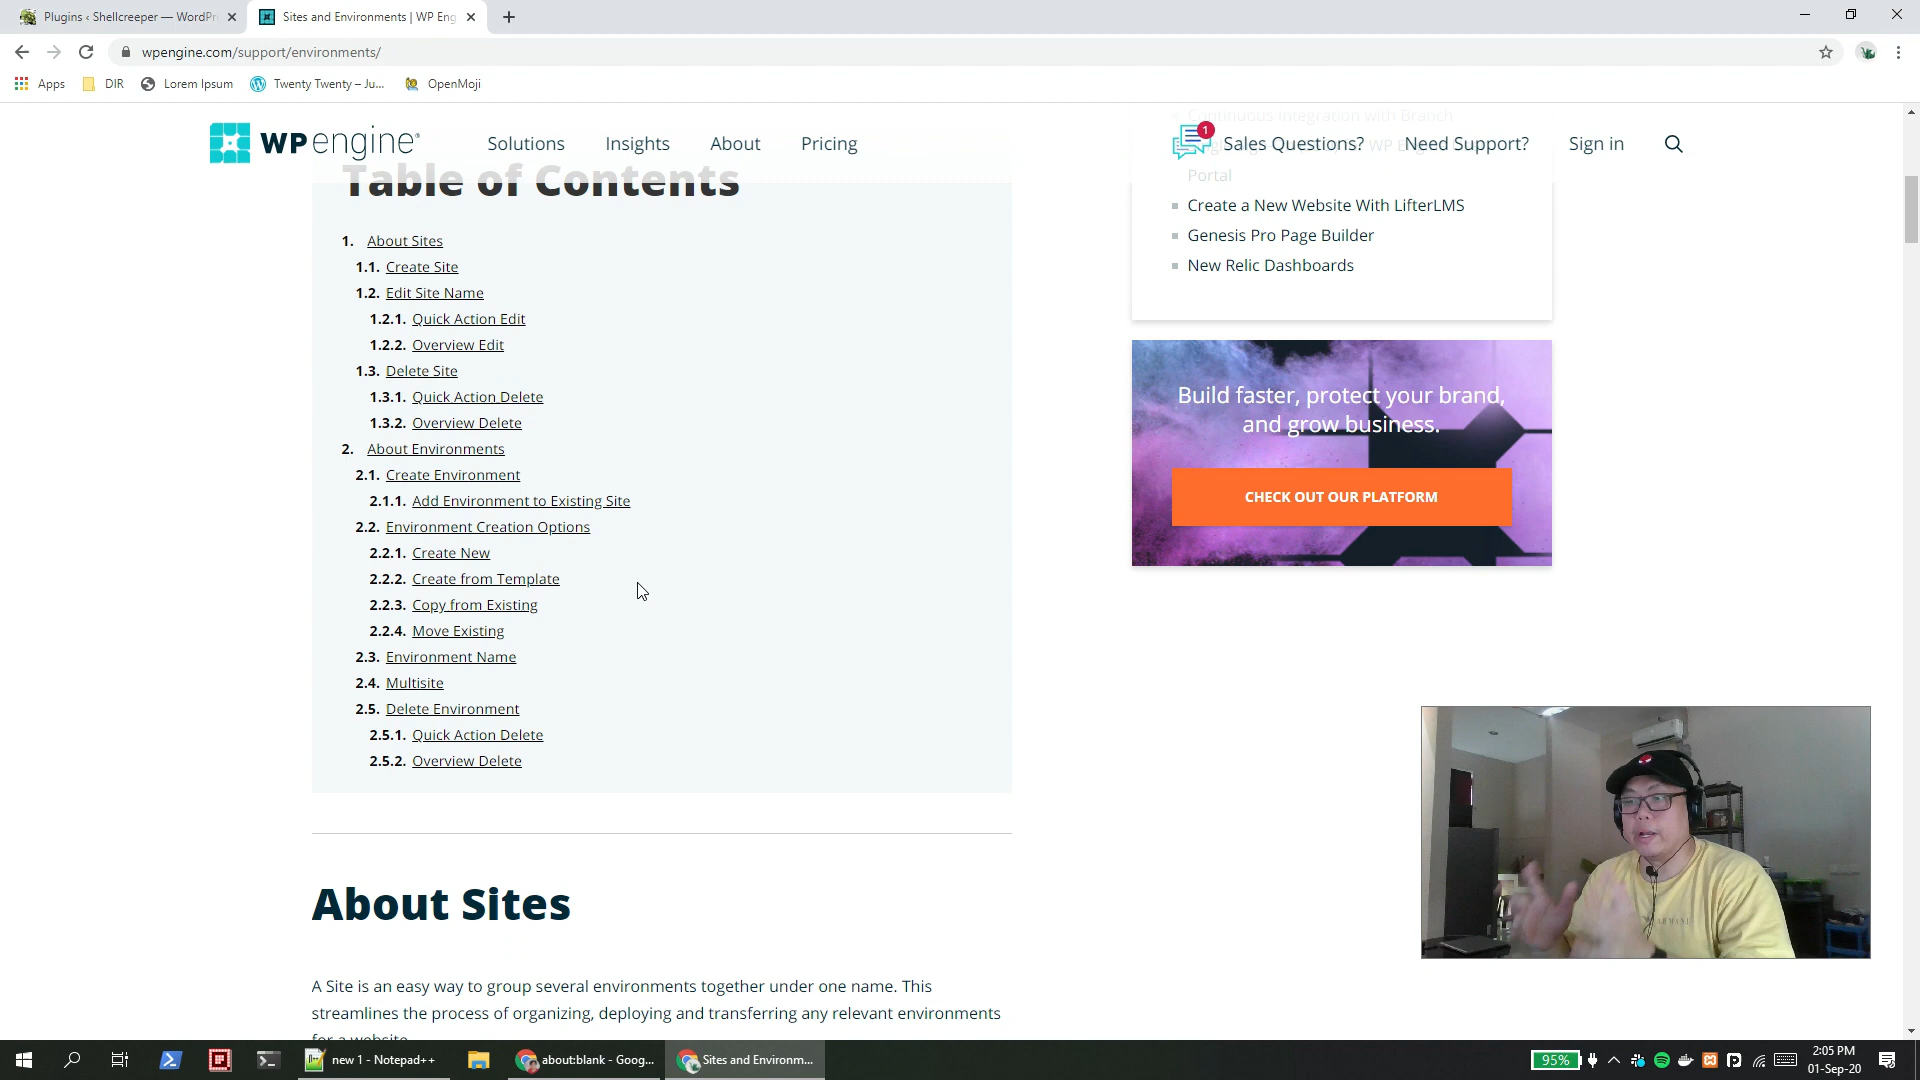 Plugins ‹ Shellcreeper — WordPr
Sites and Environments | WP Eng
wpengine.com/support/environments/
Apps
DIR
Lorem Ipsum
Twenty Twenty – Ju...
OpenMoji
WP engine
Solutions
Insights
About
Pricing
1
Sales Questions?
Need Support?
Sign in
Continuous Integration with Branch
Portal
Create a New Website With LifterLMS
Genesis Pro Page Builder
New Relic Dashboards
Table of Contents
1. About Sites
1.1. Create Site
1.2. Edit Site Name
1.2.1. Quick Action Edit
1.2.2. Overview Edit
1.3. Delete Site
1.3.1. Quick Action Delete
1.3.2. Overview Delete
2. About Environments
2.1. Create Environment
2.1.1. Add Environment to Existing Site
2.2. Environment Creation Options
2.2.1. Create New
2.2.2. Create from Template
2.2.3. Copy from Existing
2.2.4. Move Existing
2.3. Environment Name
2.4. Multisite
2.5. Delete Environment
2.5.1. Quick Action Delete
2.5.2. Overview Delete
Build faster, protect your brand,
and grow business.
CHECK OUT OUR PLATFORM
About Sites
A Site is an easy way to group several environments together under one name. This
streamlines the process of organizing, deploying and transferring any relevant environments
for a website.
new 1 - Notepad++
about:blank - Goog...
Sites and Environm...
95%
2:05 PM
01-Sep-20